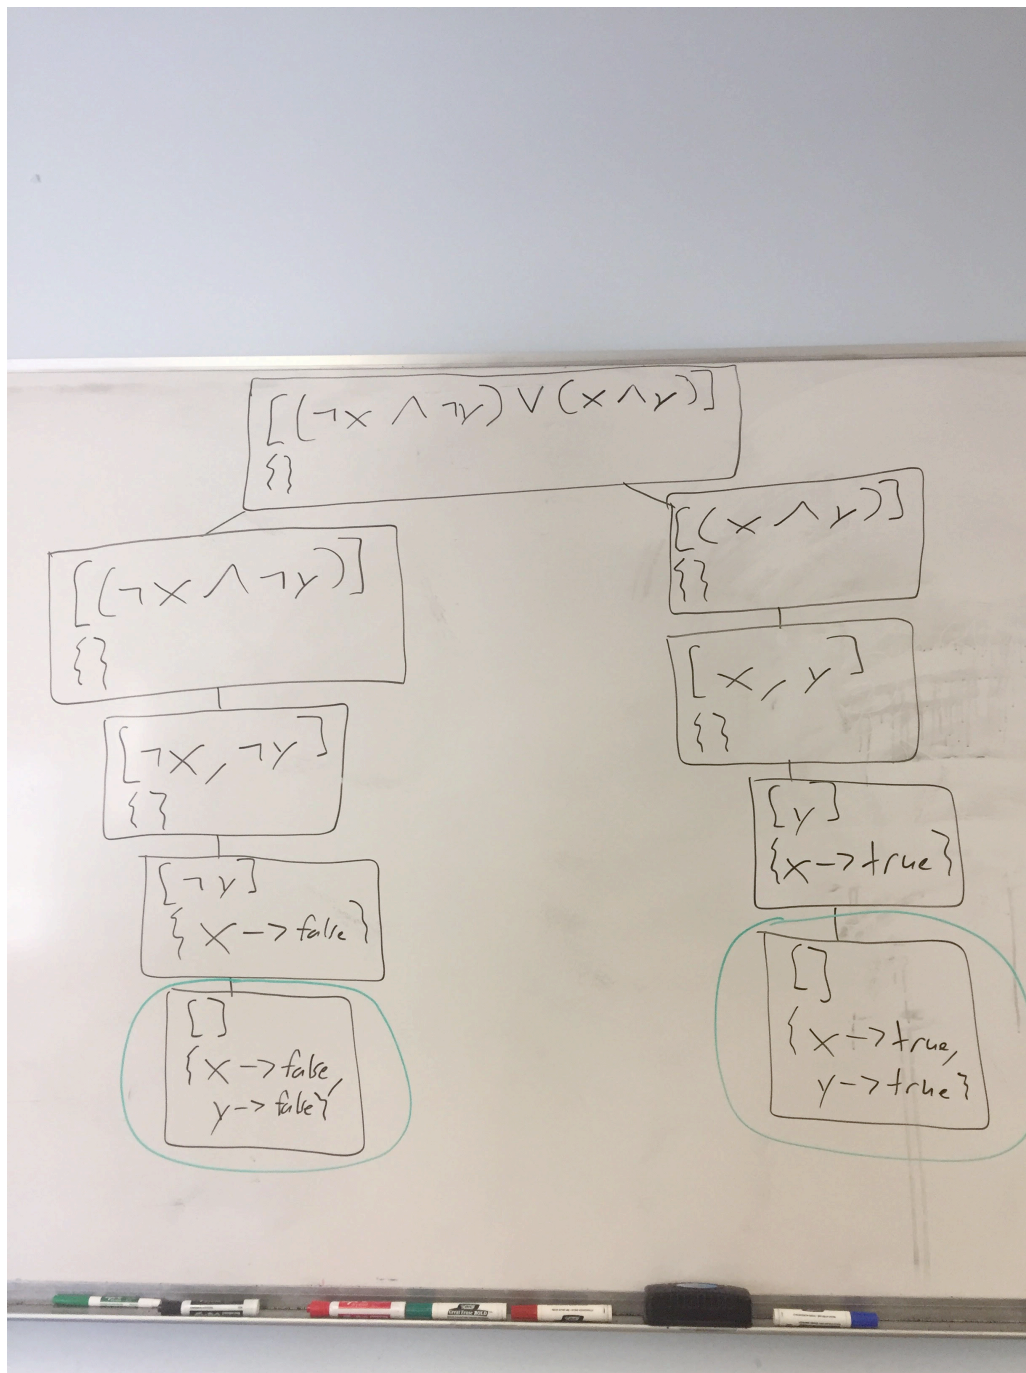 [(¬x ∧ ¬y) ∨ (x ∧ y)]
{}
[(¬x ∧ ¬y)]
{}
[¬x, ¬y]
{}
[¬y]
{x -> false}
[]
{x -> false,
y -> false}
[(x ∧ y)]
{}
[x, y]
{}
[y]
{x -> true}
[]
{x -> true,
y -> true}